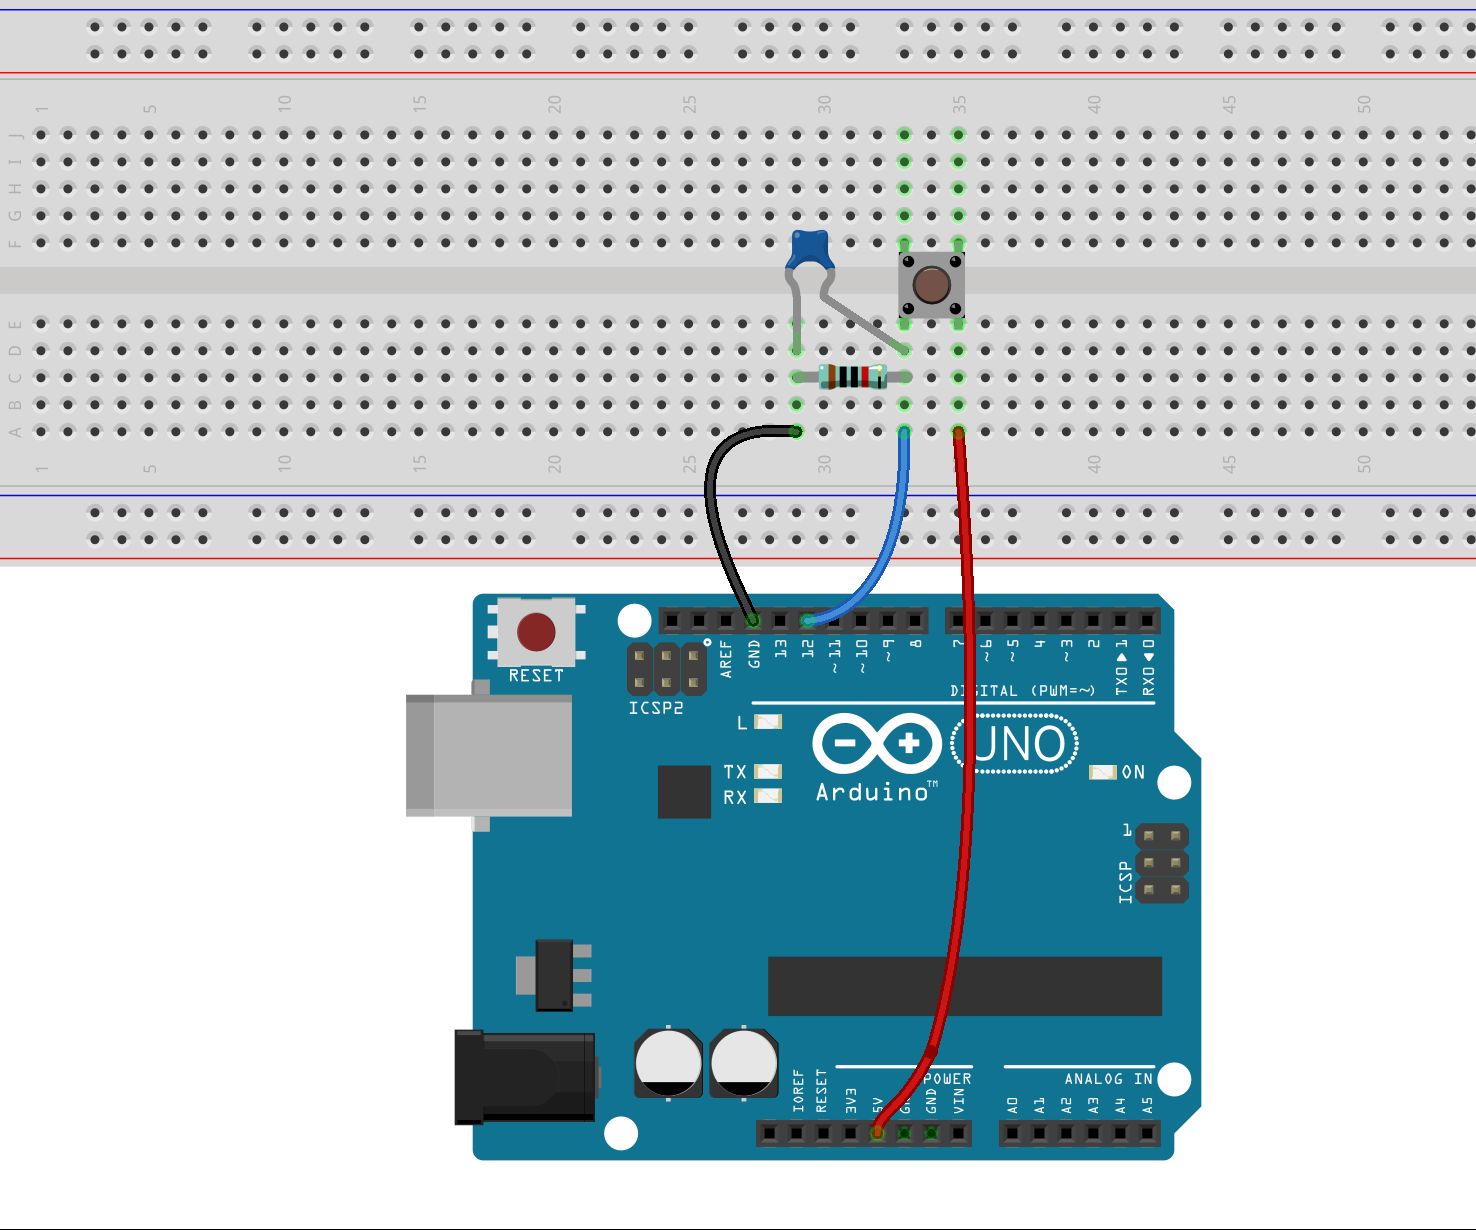 1 5 10 15 20 25 30 35 40 45 50
J
I
H
G
F
E
D
C
B
A
1 5 10 15 20 25 30 35 40 45 50
RESET
ICSP2
AREF GND 13 12 ~11 ~10 ~9 8 7 ~6 ~5 4 ~3 2 TX0▶1 RX0◀0
DIGITAL (PWM=~)
L
TX
RX
Arduino™
UNO
ON
1
ICSP
POWER
ANALOG IN
IOREF RESET 3V3 5V GND VIN
A0 A1 A2 A3 A4 A5